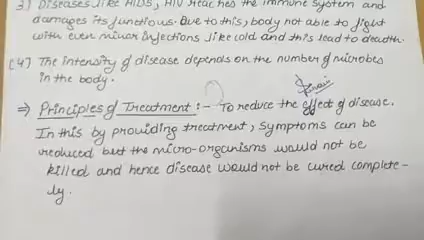 3) Diseases like AIDS, HIV reaches the immune system and
damages its functions. Due to this, body not able to fight
with even minor infections like cold and this lead to deadth.
(4) The intensity of disease depends on the number of microbes
in the body.
⇒ Principles of Treatment :- To reduce the effect of disease.
In this by providing treatment, symptoms can be
reduced but the micro-organisms would not be
killed and hence disease would not be cured complete-
ly.